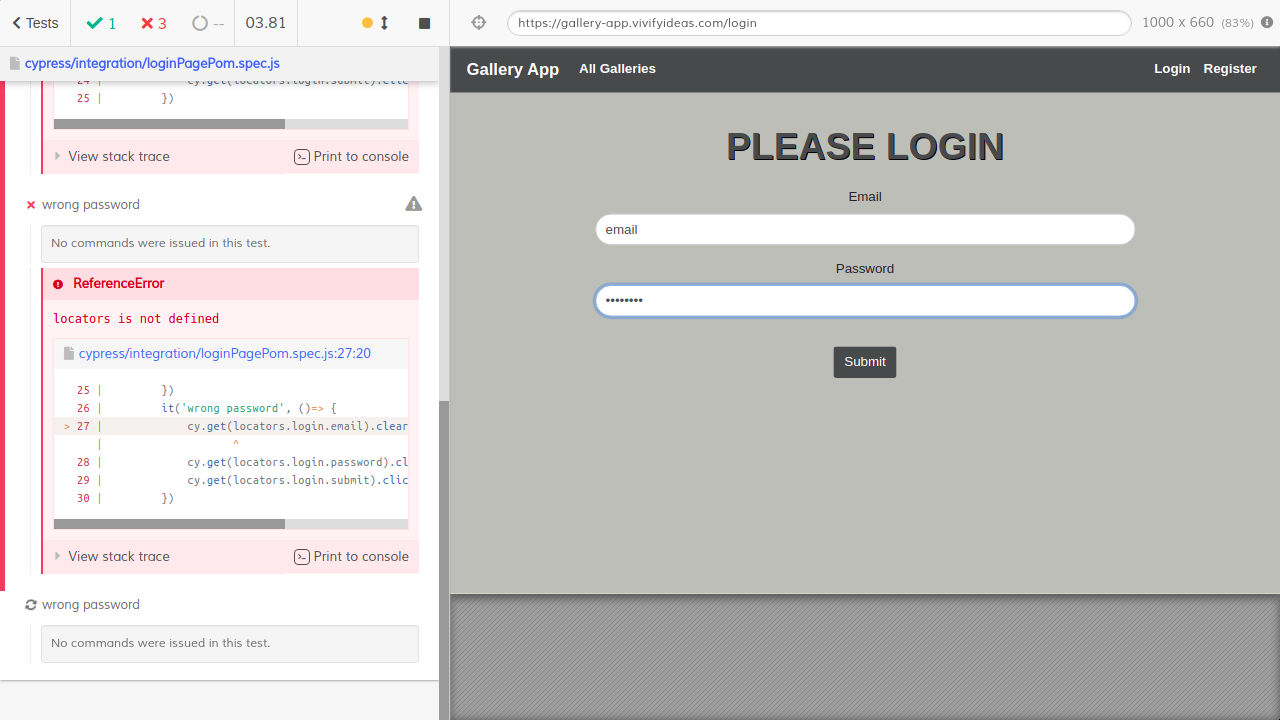 Tests
1
3
--
03.81
https://gallery-app.vivifyideas.com/login
1000 x 660 (83%)
cypress/integration/loginPagePom.spec.js
24 | cy.get(locators.login.submit).clic
25 | })
View stack trace
Print to console
wrong password
No commands were issued in this test.
ReferenceError
locators is not defined
cypress/integration/loginPagePom.spec.js:27:20
25 | })
26 | it('wrong password', ()=> {
> 27 | cy.get(locators.login.email).clear
| ^
28 | cy.get(locators.login.password).cl
29 | cy.get(locators.login.submit).clic
30 | })
View stack trace
Print to console
wrong password
No commands were issued in this test.
Gallery App
All Galleries
Login
Register
PLEASE LOGIN
Email
email
Password
••••••••
Submit